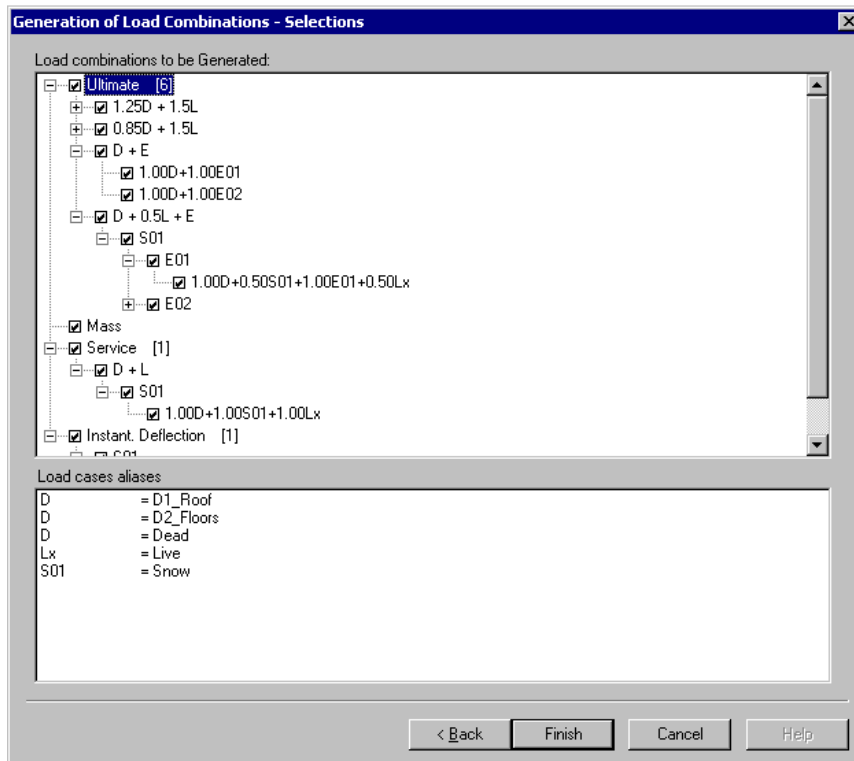 Generation of Load Combinations - Selections
Load combinations to be Generated:
Ultimate [6]
1.25D + 1.5L
0.85D + 1.5L
D + E
1.00D+1.00E01
1.00D+1.00E02
D + 0.5L + E
S01
E01
1.00D+0.50S01+1.00E01+0.50Lx
E02
Mass
Service [1]
D + L
S01
1.00D+1.00S01+1.00Lx
Instant. Deflection [1]
S01
Load cases aliases
D = D1_Roof
D = D2_Floors
D = Dead
Lx = Live
S01 = Snow
< Back Finish Cancel Help